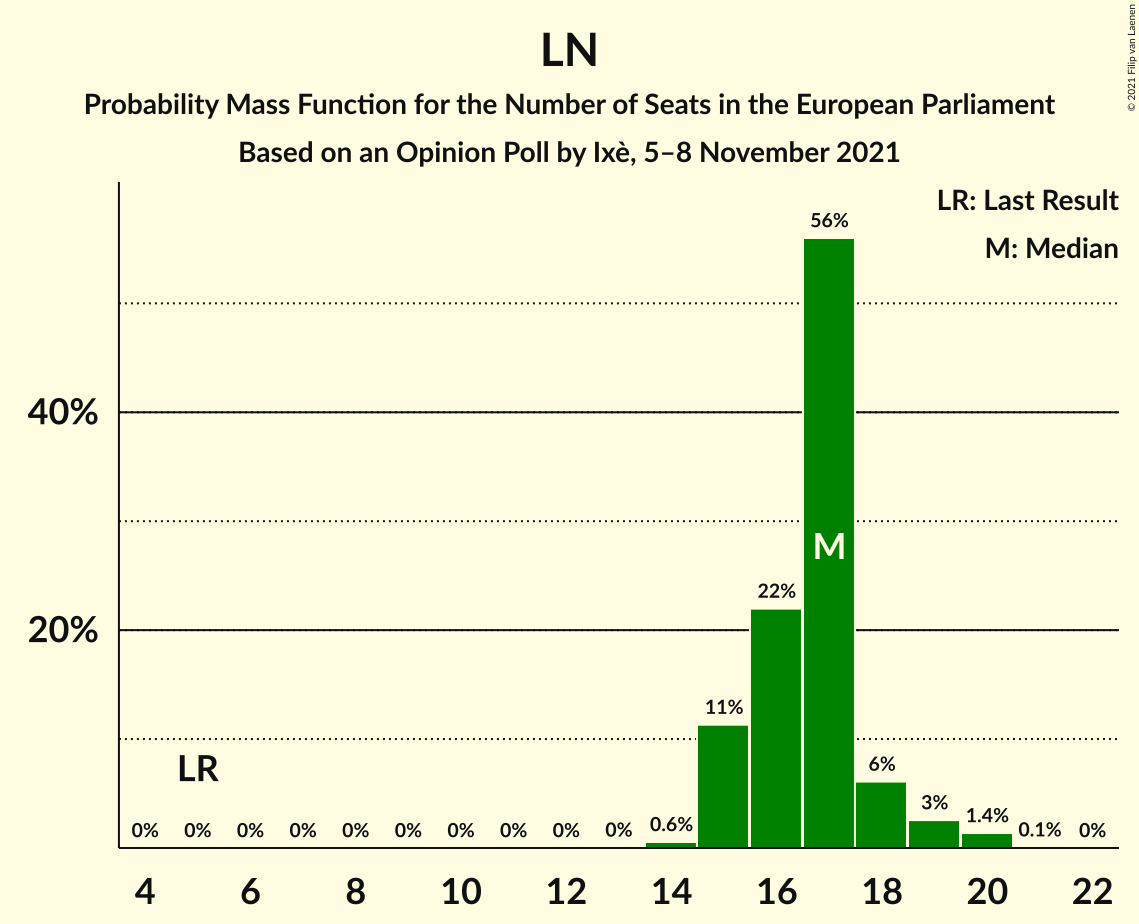 LN
Probability Mass Function for the Number of Seats in the European Parliament
Based on an Opinion Poll by Ixè, 5–8 November 2021
© 2021 Filip van Laenen
LR: Last Result
M: Median
56%
40%
M
22%
20%
11%
LR
6%
3%
1.4%
0% 0% 0% 0% 0% 0% 0% 0% 0% 0% 0.6% 0.1% 0%
4 6 8 10 12 14 16 18 20 22